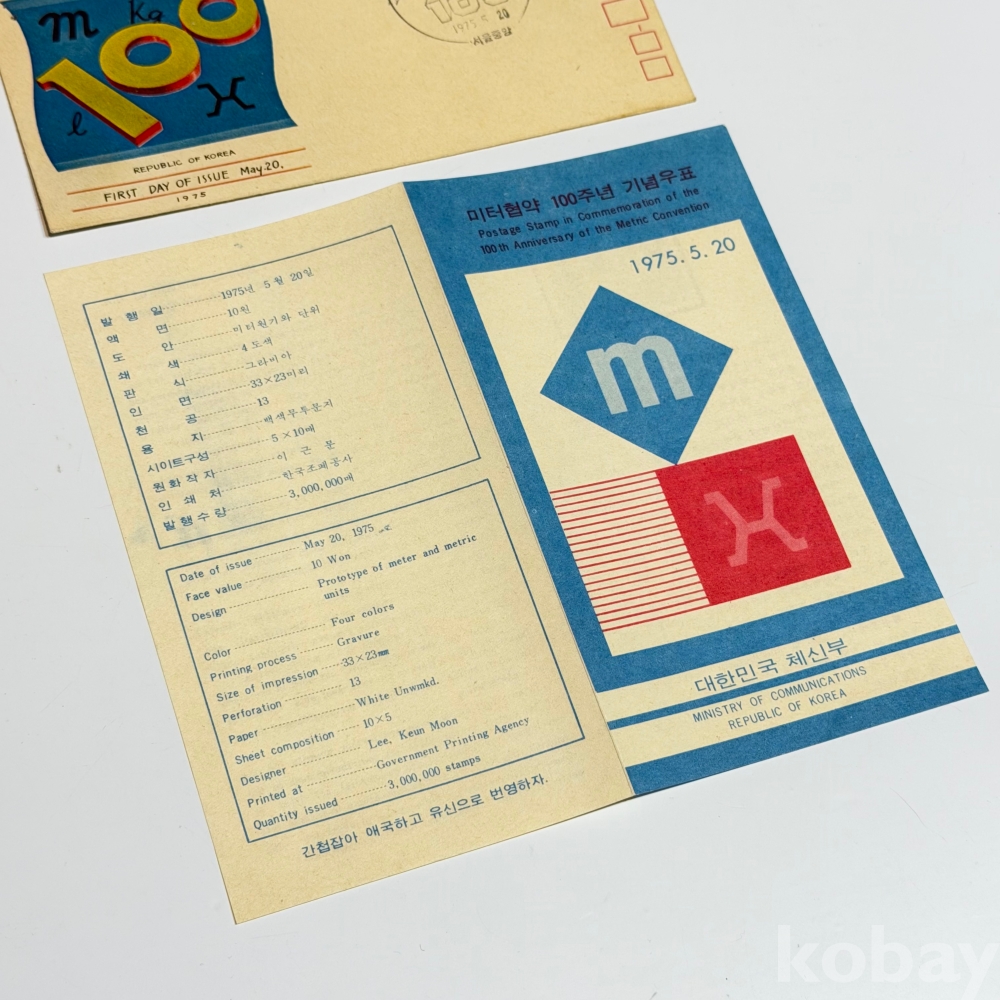 m
kg
100
l
REPUBLIC OF KOREA
FIRST DAY OF ISSUE May 20.
1975
100
1975.5.20
서울중앙
미터협약 100주년 기념우표
Postage Stamp in Commemoration of the
100th Anniversary of the Metric Convention
1975. 5. 20
m
대한민국 체신부
MINISTRY OF COMMUNICATIONS
REPUBLIC OF KOREA
발 행 일 1975년 5월 20일
액 면 10원
도 안 미터원기와 단위
쇄 색 4도색
판 식 그라비아
인 면 33×23미리
천 공 13
용 지 백색무투문지
시이트구성 5×10매
원화작자 이 근 문
인 쇄 처 한국조폐공사
발행수량 3,000,000매
Date of issue May 20, 1975
Face value 10 Won
Design Prototype of meter and metric
units
Color Four colors
Printing process Gravure
Size of impression 33×23mm
Perforation 13
Paper White Unwmkd.
Sheet composition 10×5
Designer Lee, Keun Moon
Printed at Government Printing Agency
Quantity issued 3,000,000 stamps
간첩잡아 애국하고 유신으로 번영하자.
kobay